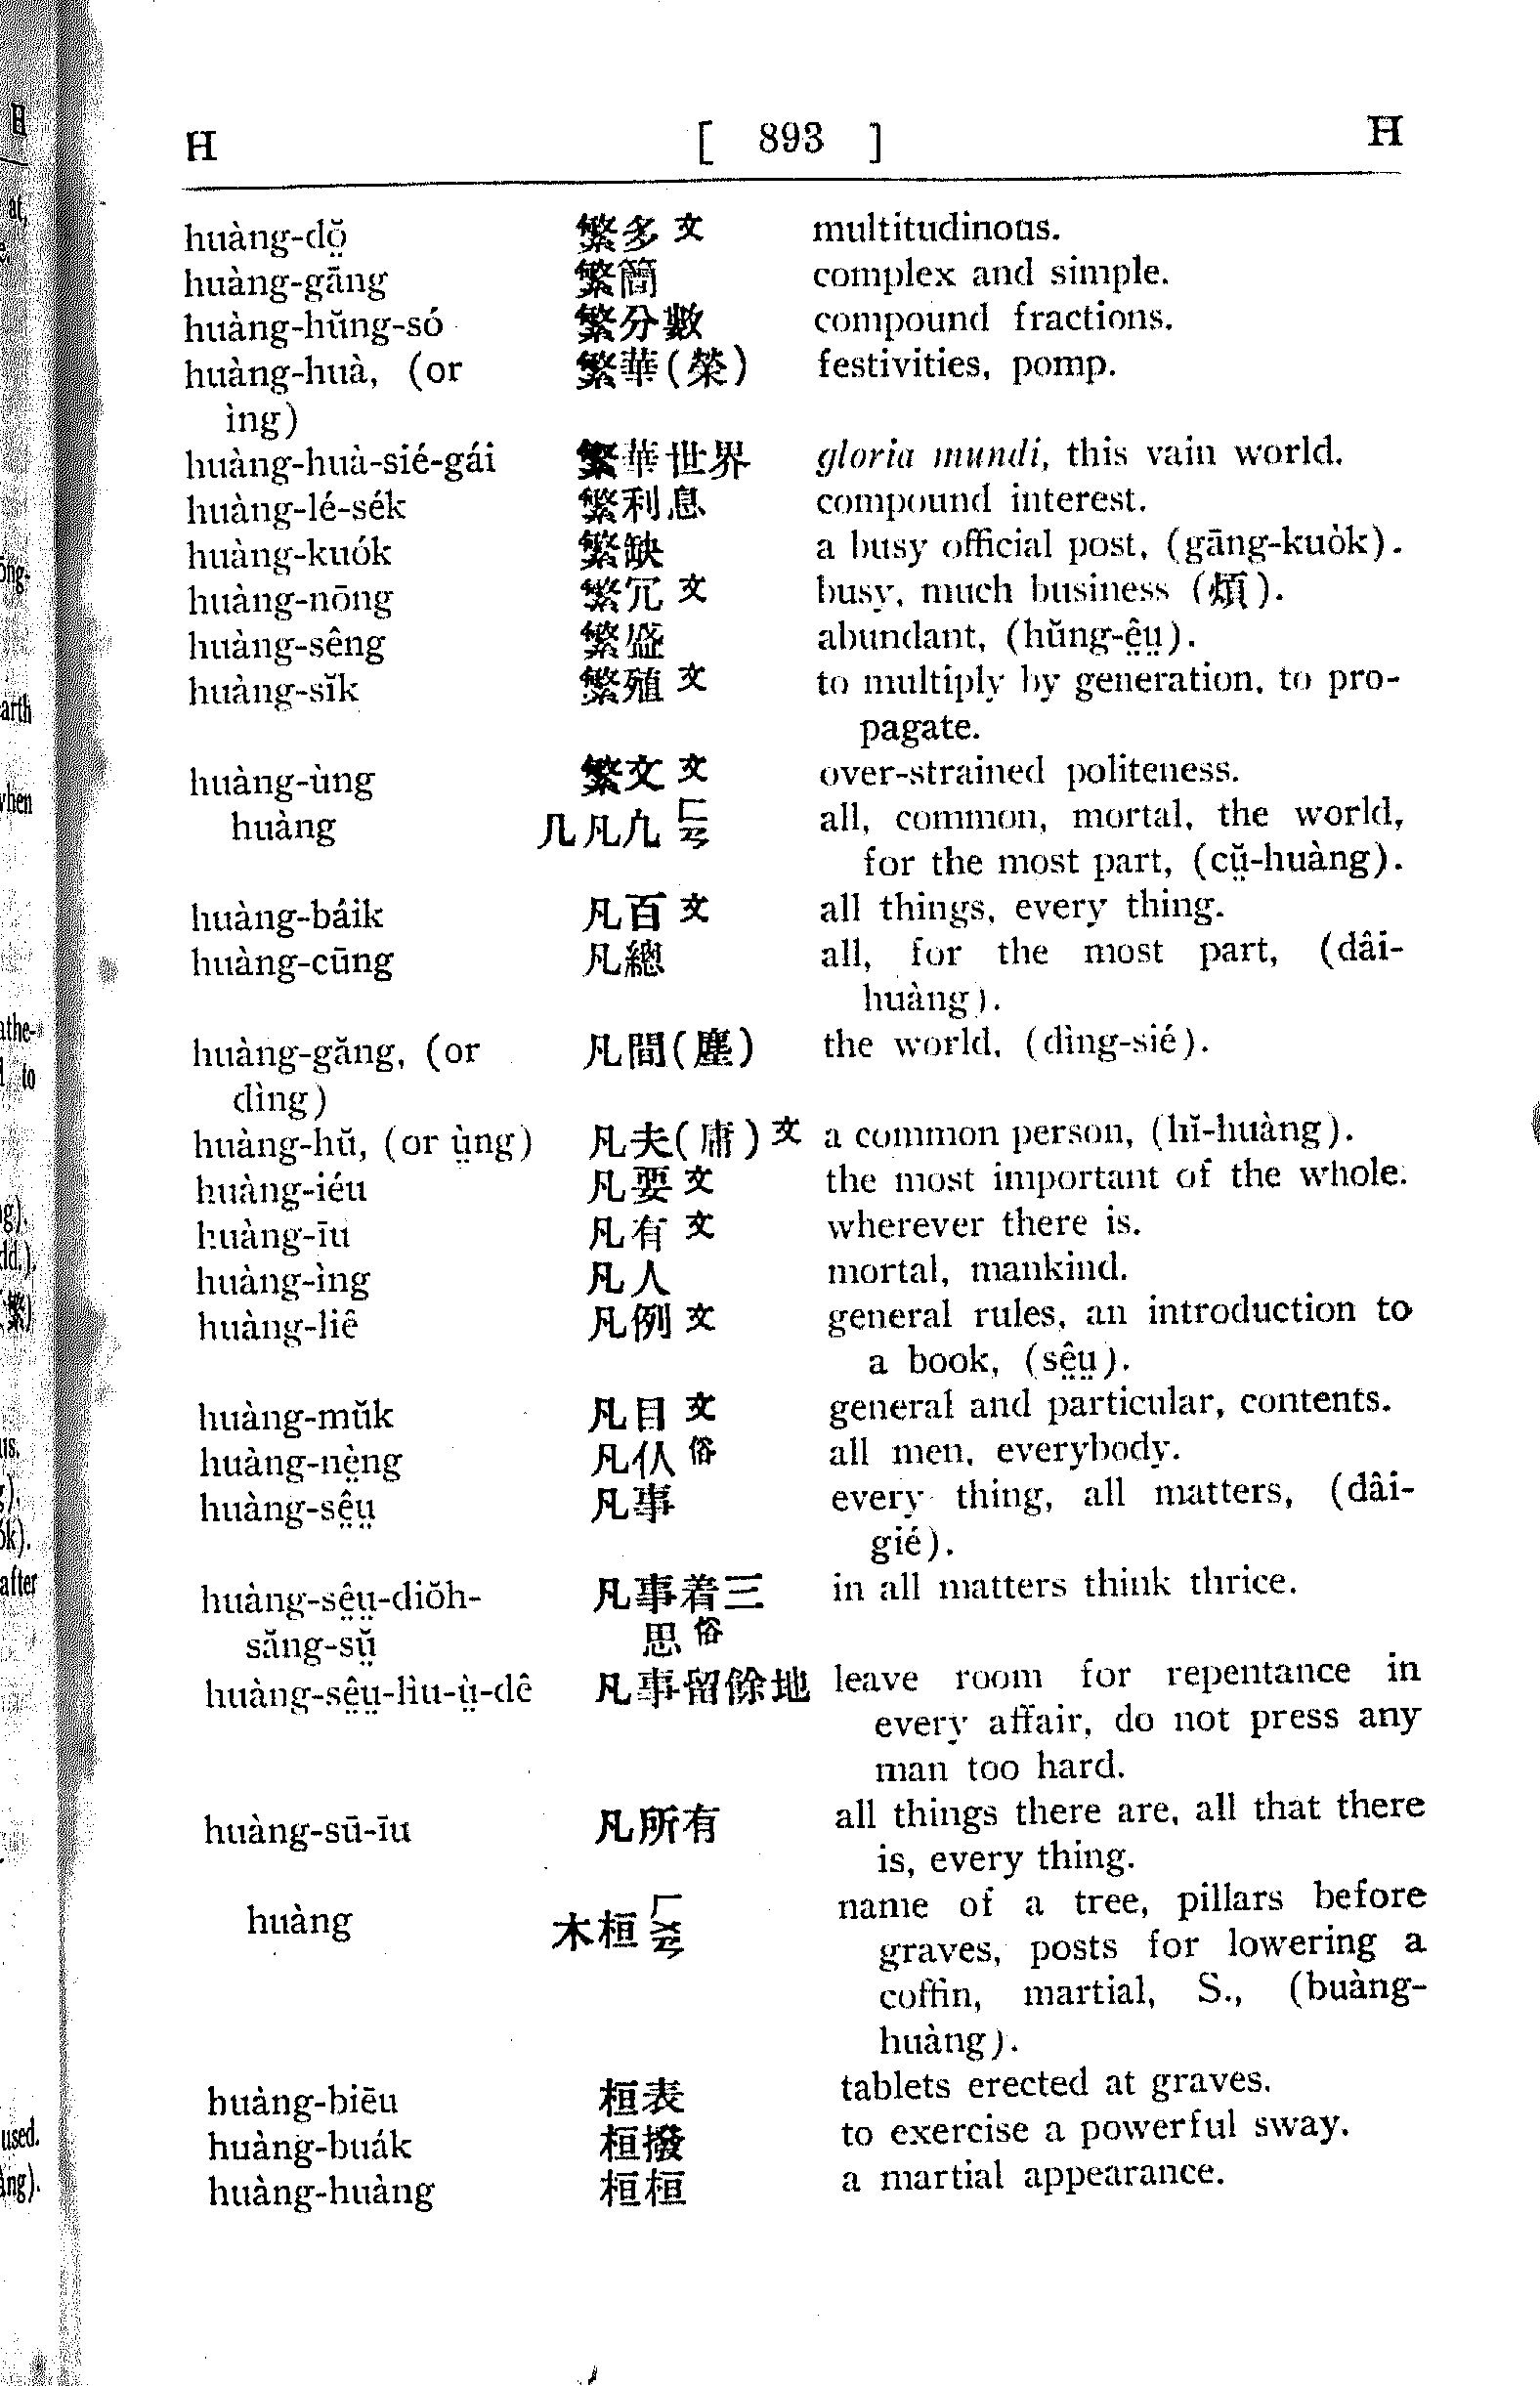 H [ 893 ] H
huàng-dŏ̤ 繁多文 multitudinous.
huàng-gāng 繁簡 complex and simple.
huàng-hŭng-só 繁分數 compound fractions.
huàng-huà, (or 繁華(榮) festivities, pomp.
ìng)
huàng-huà-sié-gái 繁華世界 gloria mundi, this vain world.
huàng-lé-sék 繁利息 compound interest.
huàng-kuók 繁缺 a busy official post, (gāng-kuòk).
huàng-nōng 繁冗文 busy, much business (煩).
huàng-sêng 繁盛 abundant, (hŭng-ê̤ṳ).
huàng-sĭk 繁殖文 to multiply by generation, to pro-
pagate.
huàng-ùng 繁文文 over-strained politeness.
huàng 几凡凢ㄈㄢ all, common, mortal, the world,
for the most part, (cṳ̆-huàng).
huàng-báik 凡百文 all things, every thing.
huàng-cūng 凡總 all, for the most part, (dâi-
huàng).
huàng-găng, (or 凡間(塵) the world, (dìng-sié).
dìng)
huàng-hŭ, (or ṳ̀ng) 凡夫(庸)文 a common person, (hĭ-huàng).
huàng-iéu 凡要文 the most important of the whole.
huàng-īu 凡有文 wherever there is.
huàng-ìng 凡人 mortal, mankind.
huàng-liê 凡例文 general rules, an introduction to
a book, (sê̤ṳ).
huàng-mŭk 凡目文 general and particular, contents.
huàng-nè̤ng 凡仈俗 all men, everybody.
huàng-sê̤ṳ 凡事 every thing, all matters, (dâi-
gié).
huàng-sê̤ṳ-diŏh- 凡事着三 in all matters think thrice.
săng-sṳ̆ 思俗
huàng-sê̤ṳ-liu-ṳ̀-dê 凡事留餘地 leave room for repentance in
every affair, do not press any
man too hard.
huàng-sū-īu 凡所有 all things there are, all that there
is, every thing.
huàng 木桓ㄏㄨㄢ name of a tree, pillars before
graves, posts for lowering a
coffin, martial, S., (buàng-
huàng).
huàng-biēu 桓表 tablets erected at graves.
huàng-buák 桓撥 to exercise a powerful sway.
huàng-huàng 桓桓 a martial appearance.